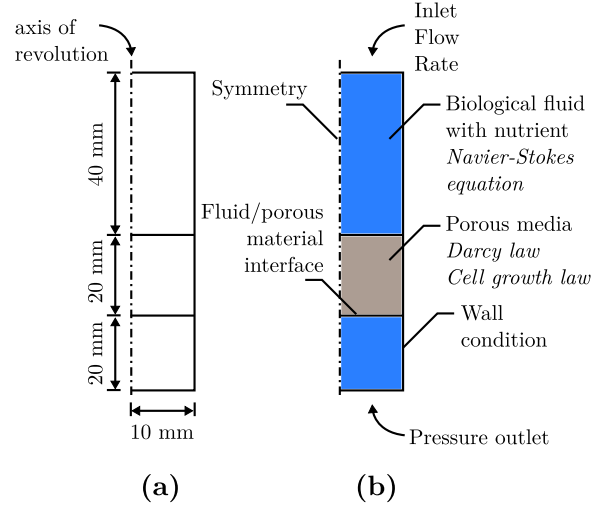 axis of
revolution
40 mm
20 mm
20 mm
10 mm
(a)
Inlet
Flow
Rate
Symmetry
Biological fluid
with nutrient
Navier-Stokes
equation
Fluid/porous
material
interface
Porous media
Darcy law
Cell growth law
Wall
condition
Pressure outlet
(b)